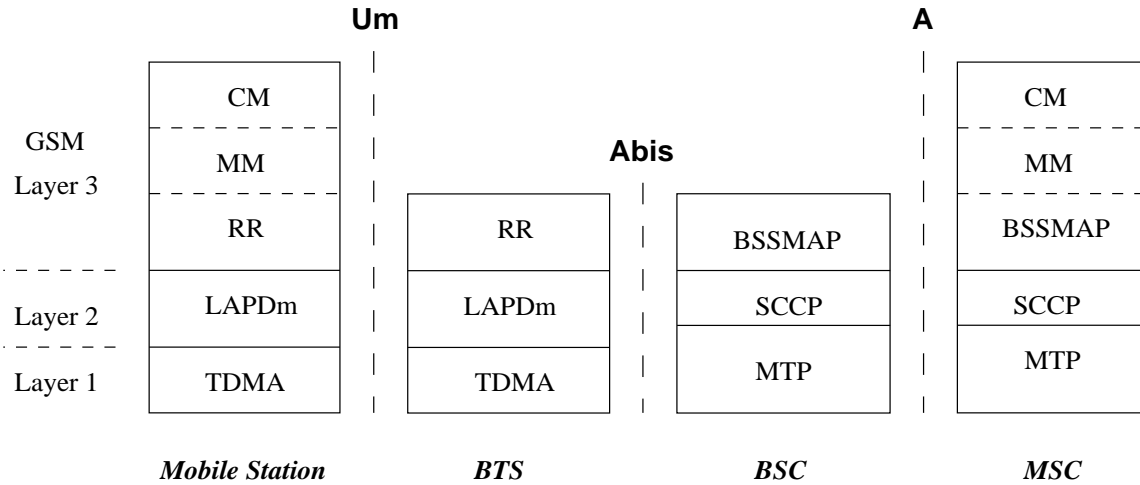 Um
A
CM
CM
GSM
Abis
MM
MM
Layer 3
RR
RR
BSSMAP
BSSMAP
Layer 2
LAPDm
LAPDm
SCCP
SCCP
Layer 1
TDMA
TDMA
MTP
MTP
Mobile Station
BTS
BSC
MSC